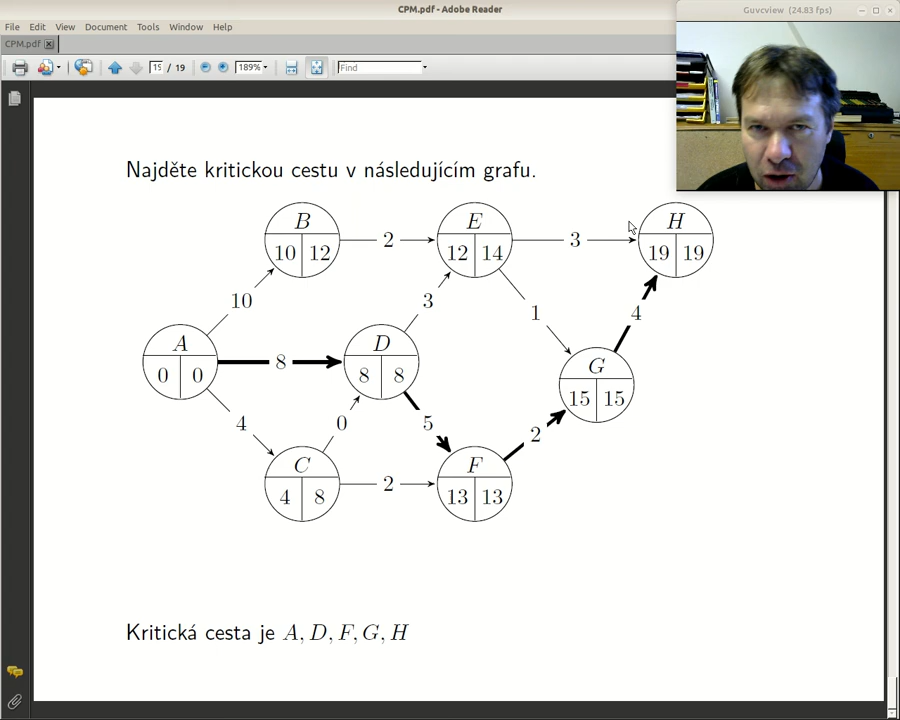 CPM.pdf - Adobe Reader
Guvcview (24.83 fps)
File Edit View Document Tools Window Help
CPM.pdf
15 / 19 189% Find
Najděte kritickou cestu v následujícím grafu.
B E H
10 12 2 12 14 3 19 19
10 3 1 4
A D G
0 0 8 8 8 15 15
4 0 5 2
C F
4 8 2 13 13
Kritická cesta je A, D, F, G, H